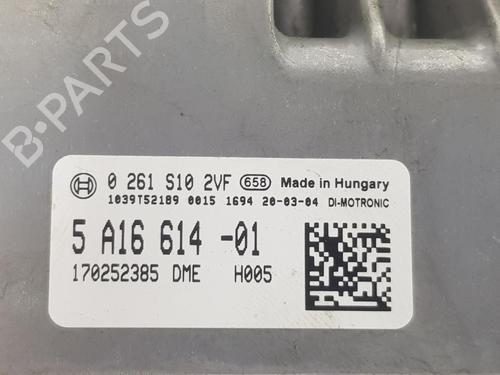 B-PARTS
0 261 S10 2VF 658 Made in Hungary
1039T52189 0015 1694 20-03-04 DI-MOTRONIC
5 A16 614 -01
170252385 DME H005